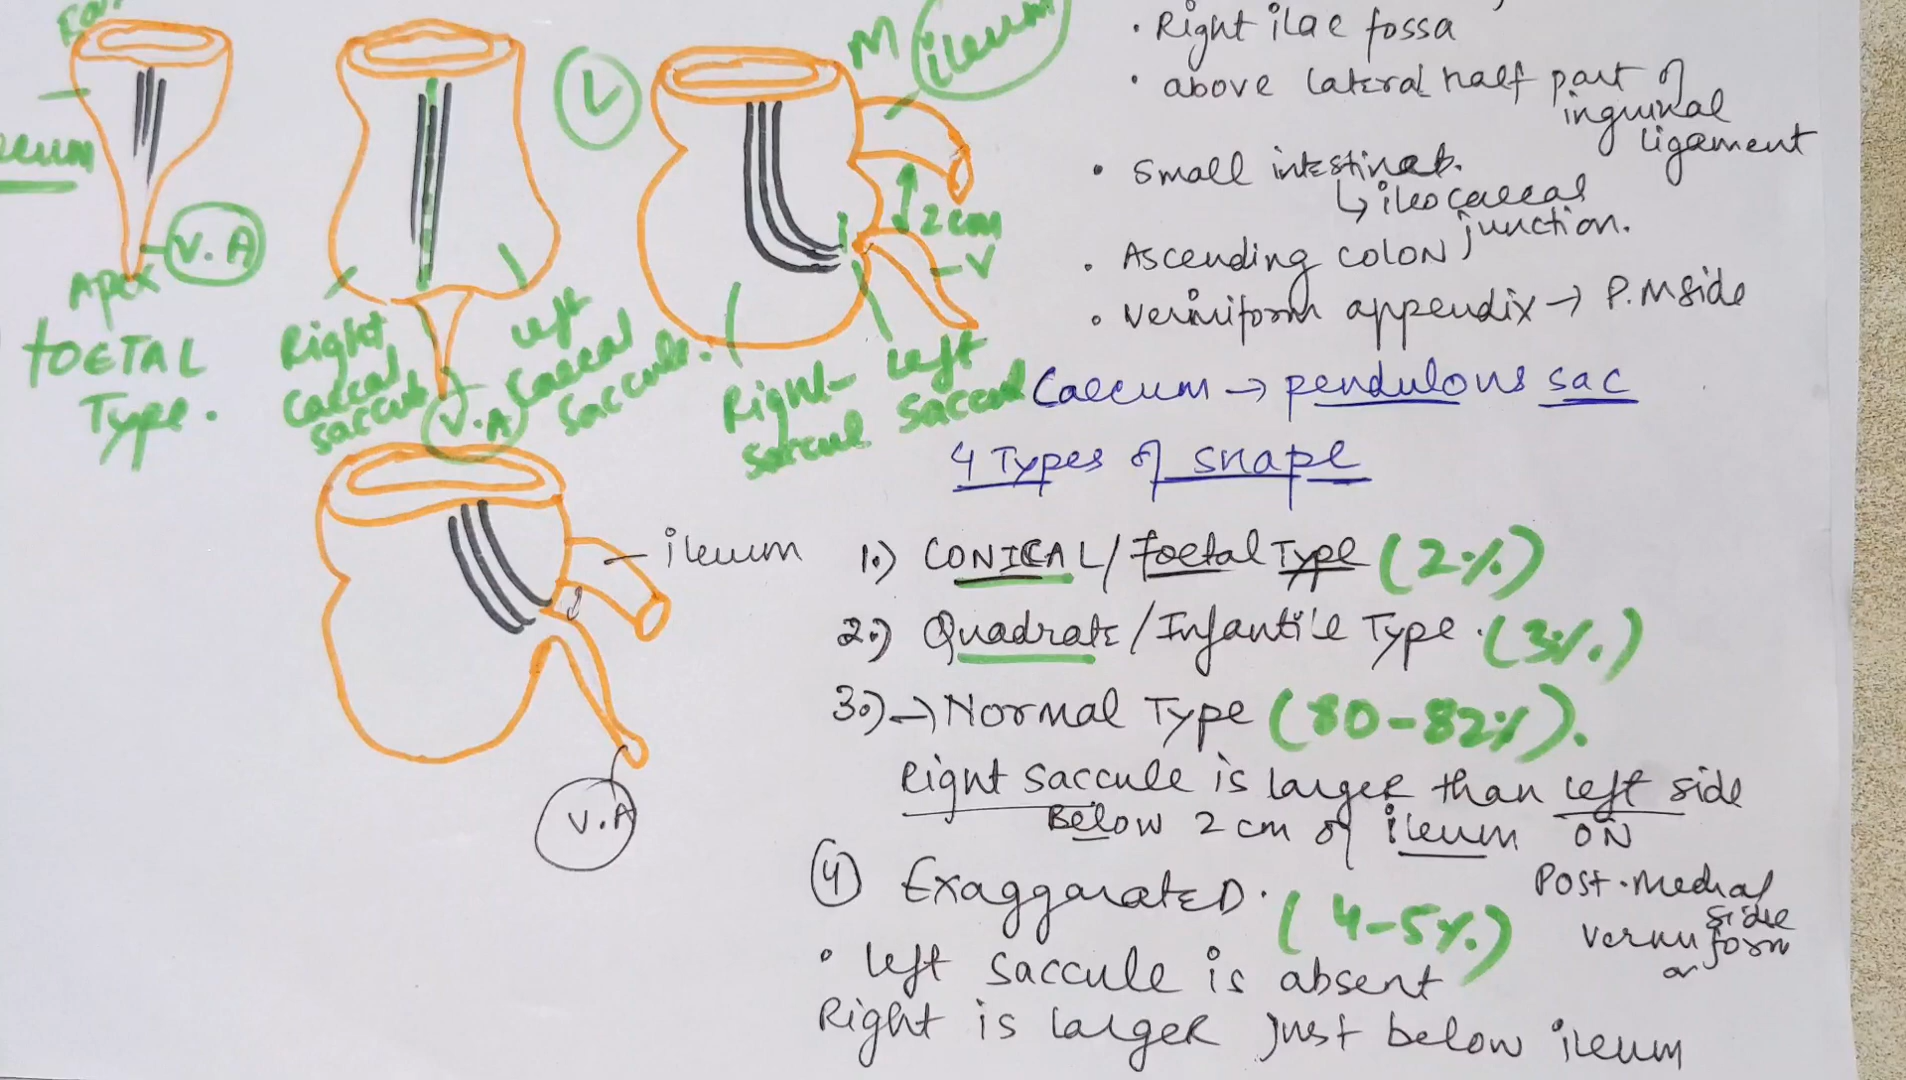 V.A
Apex
tOETAL
Type.
Right
Caecal
saccule
V.A
left
Caecal
Saccule.
L
M
ileum
2cm
V
Right-
Left
ileum
V.A
• Right ilac fossa
• above lateral half part of
inguinal
ligament
• Small intestine
↳ ileocaecal
junction.
• Ascending colon
• Vermiform appendix → P.M side
Caecum → pendulous sac
4 Types of shape
1.) CONICAL/foetal Type (2%)
2.) Quadrate/Infantile Type. (3%.)
3.) → Normal Type (80-82%).
Right saccule is larger than left side
Below 2 cm of ileum ON
Post.medial
side
Vermiform
(4) ExaggaratED. (4-5%.)
• left saccule is absent
Right is larger just below ileum